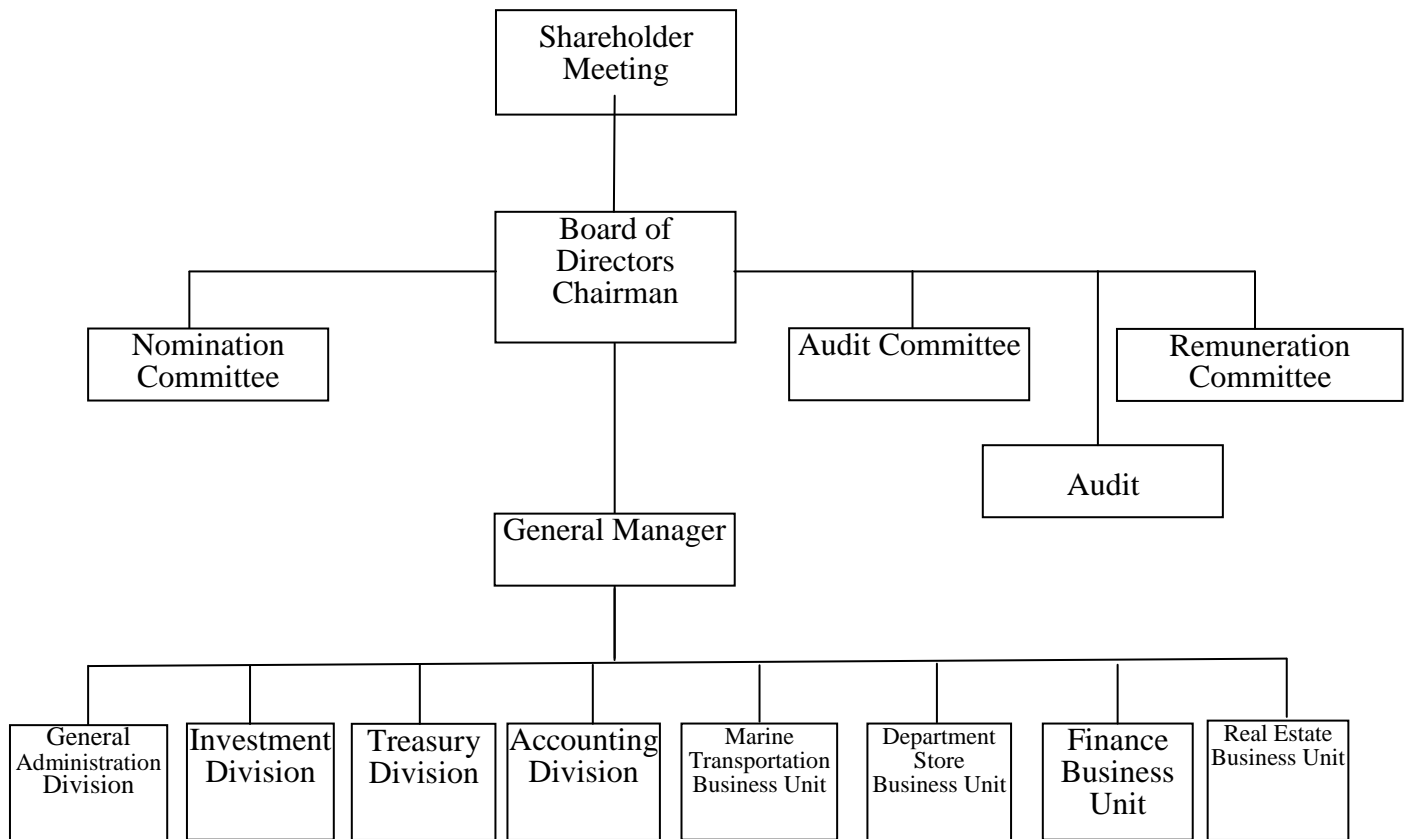 Shareholder
Meeting
Board of
Directors
Chairman
Nomination
Committee
Audit Committee
Remuneration
Committee
Audit
General Manager
General
Administration
Division
Investment
Division
Treasury
Division
Accounting
Division
Marine
Transportation
Business Unit
Department
Store
Business Unit
Finance
Business
Unit
Real Estate
Business Unit